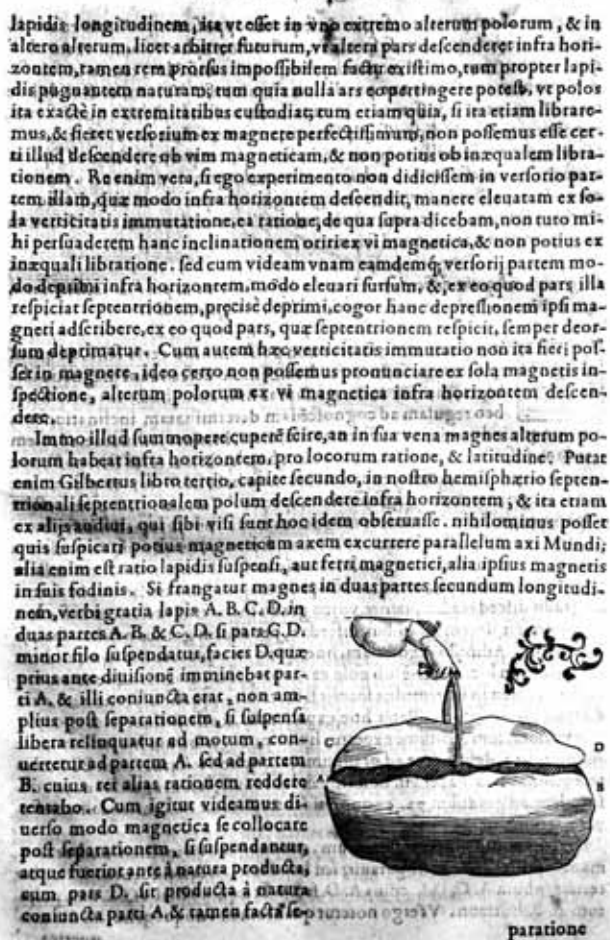 lapidis longitudinem, ita vt esset in vno extremo alterum polorum, & in
altero alterum. licet arbitrer futurum, vt altera pars descenderet infra hori-
zontem, tamen rem prorsus impossibilem factu existimo, tum propter lapi-
dis pugnantem naturam, tum quia nulla ars eo pertingere potest, vt polos
ita exactè in extremitatibus custodiat; tum etiam quia, si ita etiam librare-
mus, & fieret versorium ex magnete perfectissimum, non possemus esse cer-
ti illud descendere ob vim magneticam, & non potius ob inæqualem libra-
tionem. Re enim vera, si ego experimento non didicissem in versorio par-
tem illam, quæ modo infra horizontem descendit, manere eleuatam ex so-
la verticitatis immutatione, ea ratione, de qua supra dicebam, non tuto mi-
hi persuaderem hanc inclinationem oriri ex vi magnetica, & non potius ex
inæquali libratione. sed cum videam vnam eamdemq; versorij partem mo-
do deprimi infra horizontem, modo eleuari sursum, &, ex eo quod pars illa
respiciat septentrionem, pręcisè deprimi, cogor hanc depressionem ipsi ma-
gneti adscribere, ex eo quod pars, quæ septentrionem respicit, semper deor-
sum deprimatur. Cum autem hæc verticitatis immutatio non ita fieri pos-
set in magnete, ideo certo non possemus pronunciare ex sola magnetis in-
spectione, alterum polorum ex vi magnetica infra horizontem descen-
dere.
Immo illud summopere cuperē scire, an in sua vena magnes alterum po-
lorum habeat infra horizontem, pro locorum ratione, & latitudine. Putat
enim Gilbertus libro tertio, capite secundo, in nostro hemisphærio septen-
trionali septentrionalem polum descendere infra horizontem, & ita etiam
ex alijs audiui, qui sibi visi sunt hoc idem obseruasse. nihilominus posset
quis suspicari potius magneticum axem excurrere parallelum axi Mundi;
alia enim est ratio lapidis suspensi, aut ferri magnetici, alia ipsius magnetis
in suis fodinis. Si frangatur magnes in duas partes secundum longitudi-
nem, verbi gratia lapis A. B. C. D. in
duas partes A. B. & C. D. si pars C. D.
minor filo suspendatur, facies D. quæ
prius ante diuisionē imminebat par-
ti A. & illi coniuncta erat, non am-
plius post separationem, si suspensa
libera relinquatur ad motum, con-
uertetur ad partem A. sed ad partem
B. cuius rei alias rationem reddere
tentabo. Cum igitur videamus di-
uerso modo magnetica se collocare
post separationem, si suspendantur,
atque fuerint ante à natura producta,
cum pars D. sit producta à natura
coniuncta parti A. & tamen facta se-
paratione
C
D
A
B